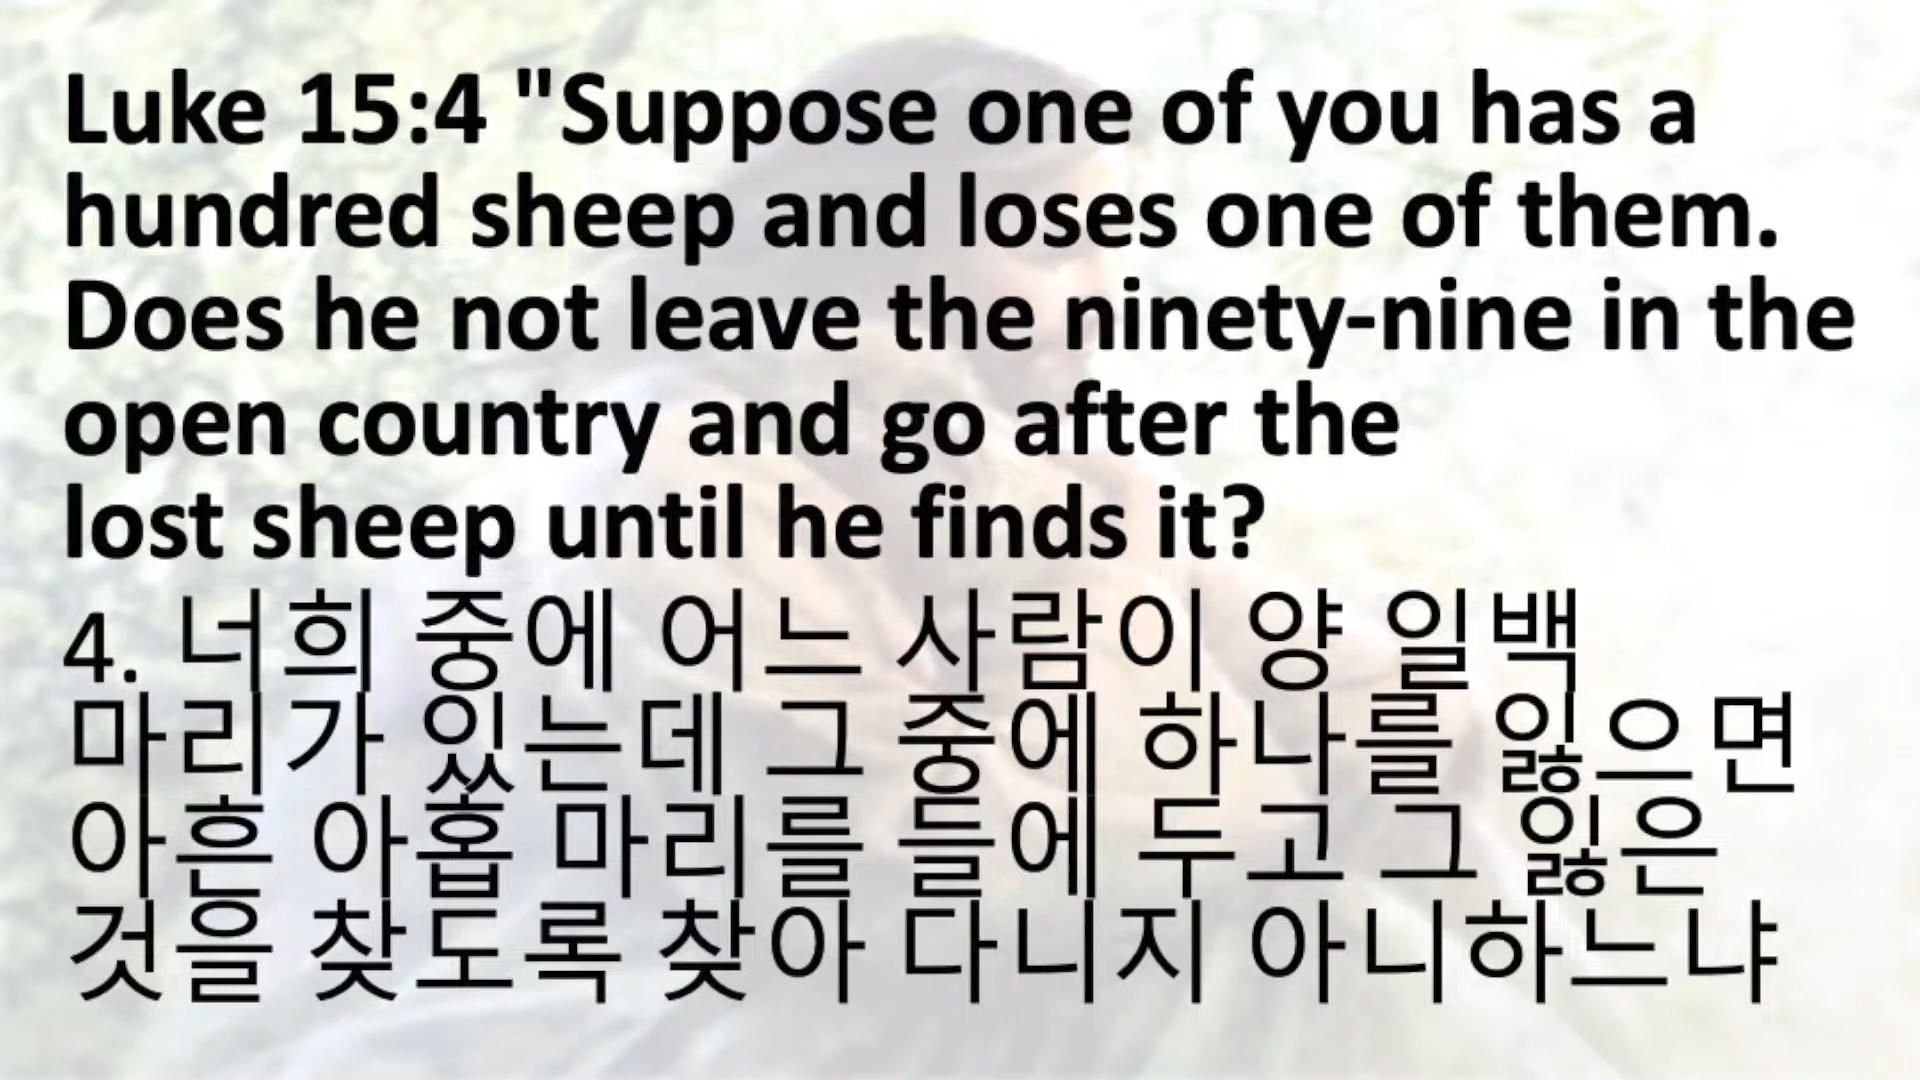 Luke 15:4 "Suppose one of you has a
hundred sheep and loses one of them.
Does he not leave the ninety-nine in the
open country and go after the
lost sheep until he finds it?
4. 너희 중에 어느 사람이 양 일백
마리가 있는데 그 중에 하나를 잃으면
아흔 아홉 마리를 들에 두고 그 잃은
것을 찾도록 찾아 다니지 아니하느냐